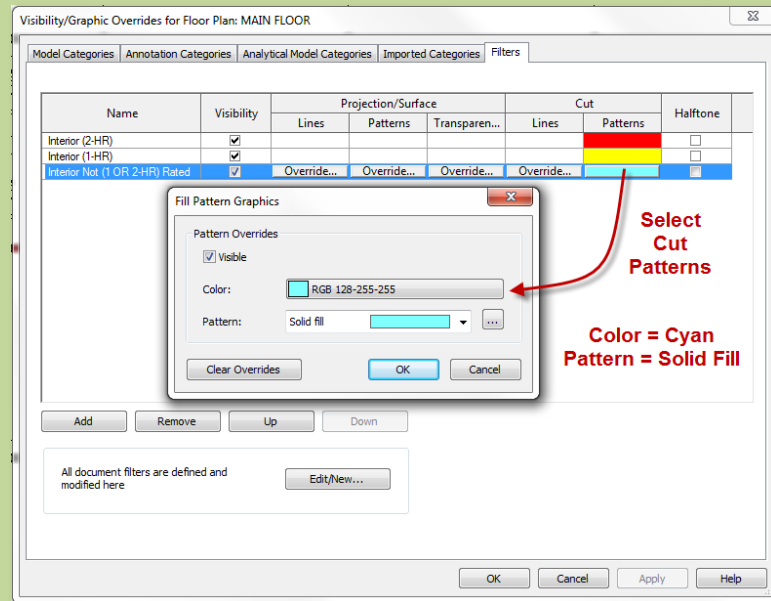 Visibility/Graphic Overrides for Floor Plan: MAIN FLOOR
Model Categories Annotation Categories Analytical Model Categories Imported Categories Filters
Name Visibility Projection/Surface Cut Halftone
Lines Patterns Transparen... Lines Patterns
Interior (2-HR)
Interior (1-HR)
Interior Not (1 OR 2-HR) Rated Override... Override... Override... Override...
Fill Pattern Graphics
Pattern Overrides
Visible
Color: RGB 128-255-255
Pattern: Solid fill ...
Clear Overrides OK Cancel
Select
Cut
Patterns
Color = Cyan
Pattern = Solid Fill
Add Remove Up Down
All document filters are defined and
modified here
Edit/New...
OK Cancel Apply Help